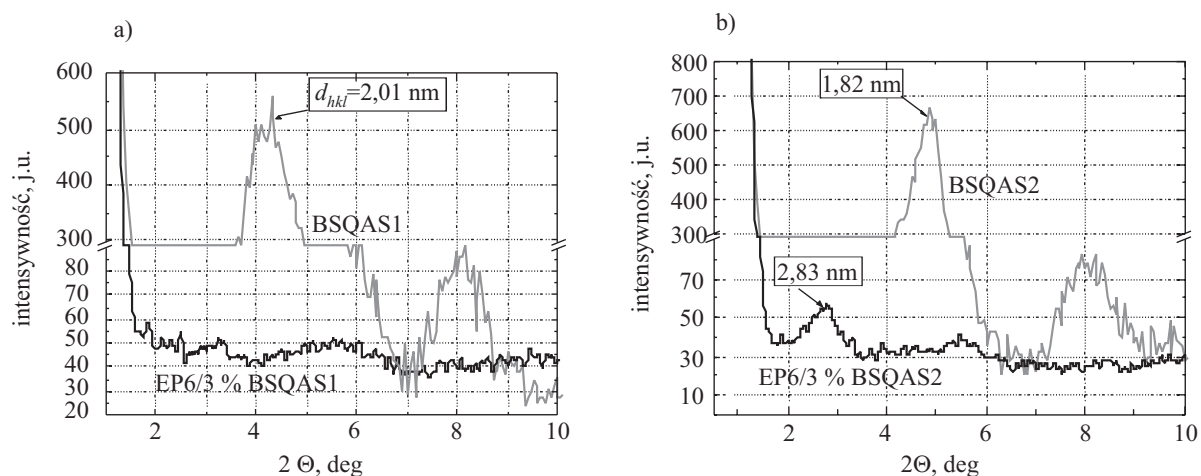 a)
600
500
400
300
80
70
60
50
40
30
20
intensywność, j.u.
d_hkl=2,01 nm
BSQAS1
EP6/3 % BSQAS1
2 4 6 8 10
2 Θ, deg
b)
800
700
600
500
400
300
70
50
30
10
intensywność, j.u.
1,82 nm
BSQAS2
2,83 nm
EP6/3 % BSQAS2
2 4 6 8 10
2Θ, deg